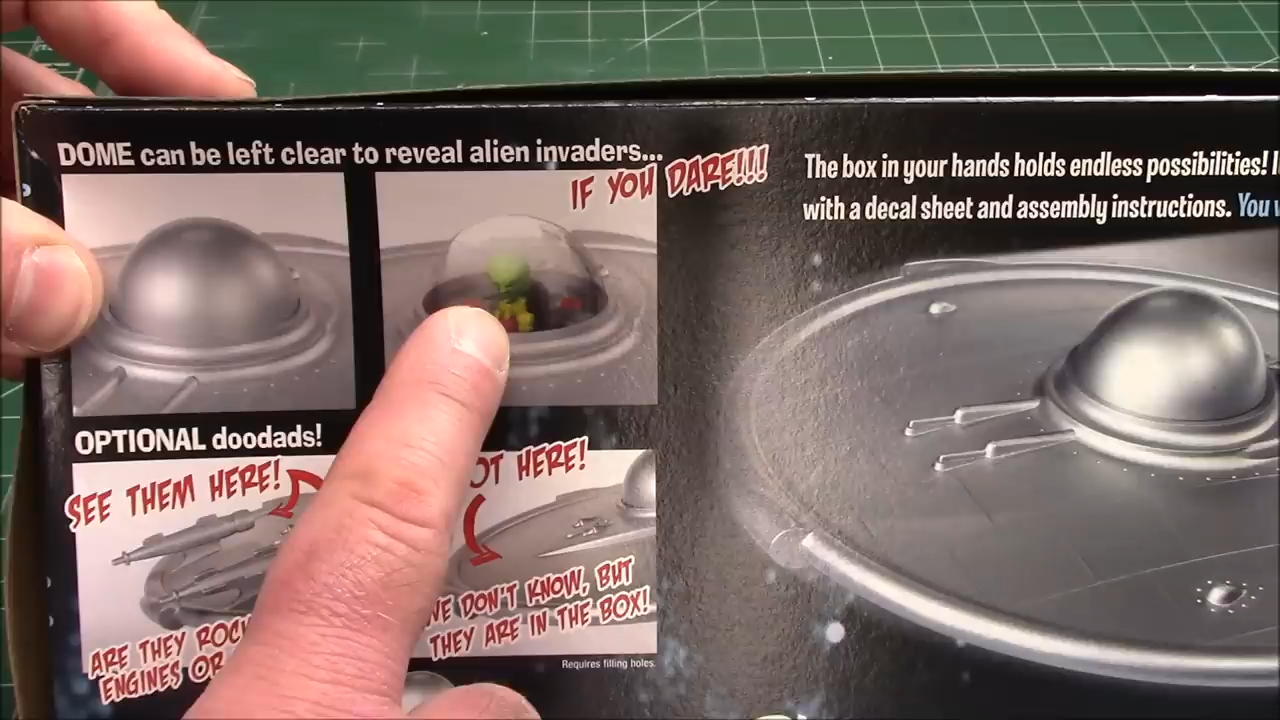 DOME can be left clear to reveal alien invaders...
IF YOU DARE!!!
The box in your hands holds endless possibilities!
with a decal sheet and assembly instructions. You
OPTIONAL doodads!
SEE THEM HERE!
HERE!
ARE THEY
ENGINES OR
DON'T KNOW, BUT
THEY ARE IN THE BOX!
Requires filling holes.